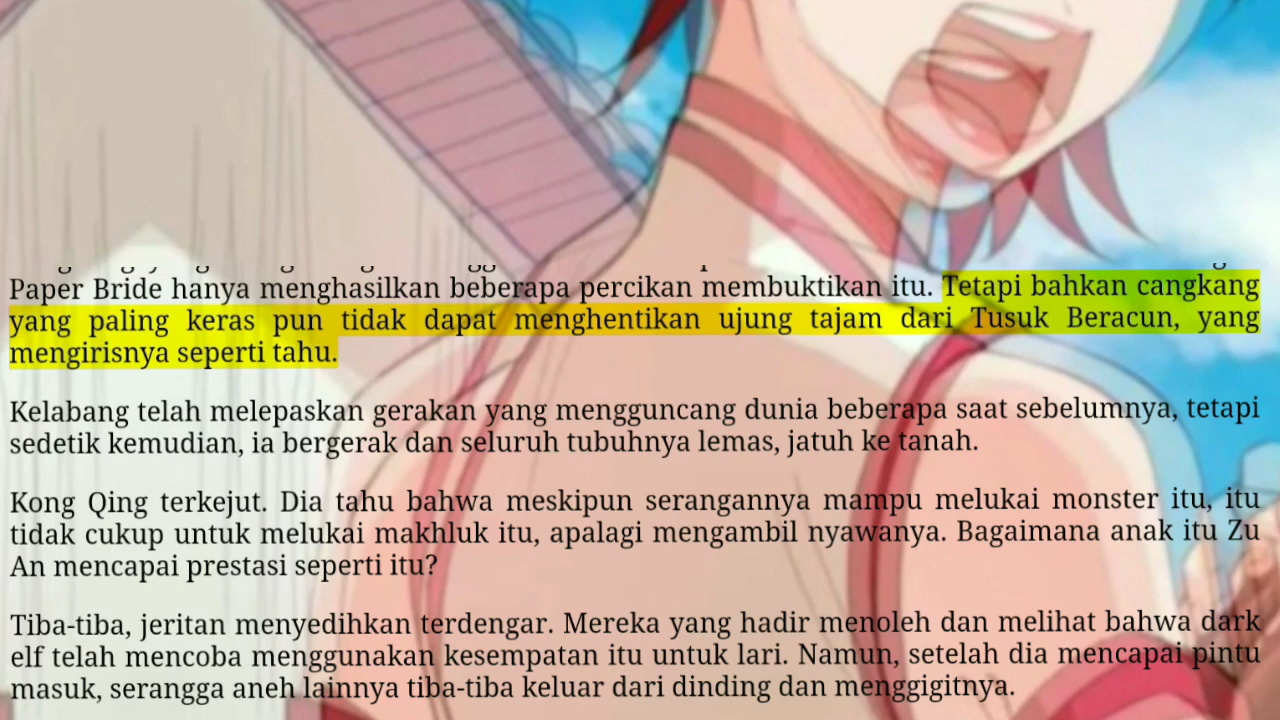 Paper Bride hanya menghasilkan beberapa percikan membuktikan itu. Tetapi bahkan cangkang
yang paling keras pun tidak dapat menghentikan ujung tajam dari Tusuk Beracun, yang
mengirisnya seperti tahu.
Kelabang telah melepaskan gerakan yang mengguncang dunia beberapa saat sebelumnya, tetapi
sedetik kemudian, ia bergerak dan seluruh tubuhnya lemas, jatuh ke tanah.
Kong Qing terkejut. Dia tahu bahwa meskipun serangannya mampu melukai monster itu, itu
tidak cukup untuk melukai makhluk itu, apalagi mengambil nyawanya. Bagaimana anak itu Zu
An mencapai prestasi seperti itu?
Tiba-tiba, jeritan menyedihkan terdengar. Mereka yang hadir menoleh dan melihat bahwa dark
elf telah mencoba menggunakan kesempatan itu untuk lari. Namun, setelah dia mencapai pintu
masuk, serangga aneh lainnya tiba-tiba keluar dari dinding dan menggigitnya.